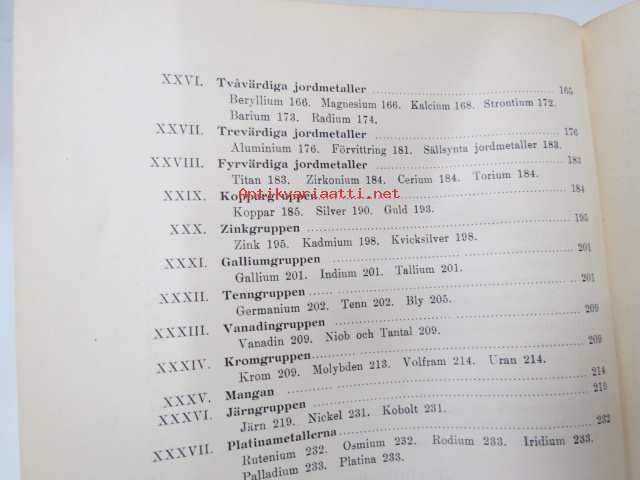 XXVI. Tvåvärdiga jordmetaller 165
Beryllium 166. Magnesium 166. Kalcium 168. Strontium 172.
Barium 173. Radium 174.
XXVII. Trevärdiga jordmetaller 176
Aluminium 176. Förvittring 181. Sällsynta jordmetaller 183.
XXVIII. Fyrvärdiga jordmetaller 183
Titan 183. Zirkonium 184. Cerium 184. Torium 184.
Antikvariaatti.net
XXIX. Koppargruppen 184
Koppar 185. Silver 190. Guld 193.
XXX. Zinkgruppen 195
Zink 195. Kadmium 198. Kvicksilver 198.
XXXI. Galliumgruppen 201
Gallium 201. Indium 201. Tallium 201.
XXXII. Tenngruppen 201
Germanium 202. Tenn 202. Bly 205.
XXXIII. Vanadingruppen 209
Vanadin 209. Niob och Tantal 209.
XXXIV. Kromgruppen 209
Krom 209. Molybden 213. Volfram 214. Uran 214.
XXXV. Mangan 214
XXXVI. Järngruppen 219
Järn 219. Nickel 231. Kobolt 231.
XXXVII. Platinametallerna 232
Rutenium 232. Osmium 232. Rodium 233. Iridium 233.
Palladium 233. Platina 233.